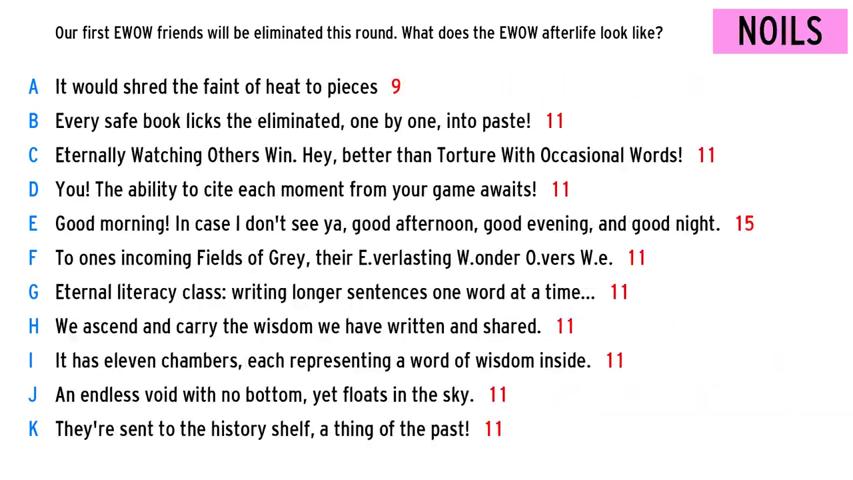 Our first EWOW friends will be eliminated this round. What does the EWOW afterlife look like?
NOILS
A It would shred the faint of heat to pieces 9
B Every safe book licks the eliminated, one by one, into paste! 11
C Eternally Watching Others Win. Hey, better than Torture With Occasional Words! 11
D You! The ability to cite each moment from your game awaits! 11
E Good morning! In case I don't see ya, good afternoon, good evening, and good night. 15
F To ones incoming Fields of Grey, their E.verlasting W.onder O.vers W.e. 11
G Eternal literacy class: writing longer sentences one word at a time... 11
H We ascend and carry the wisdom we have written and shared. 11
I It has eleven chambers, each representing a word of wisdom inside. 11
J An endless void with no bottom, yet floats in the sky. 11
K They're sent to the history shelf, a thing of the past! 11